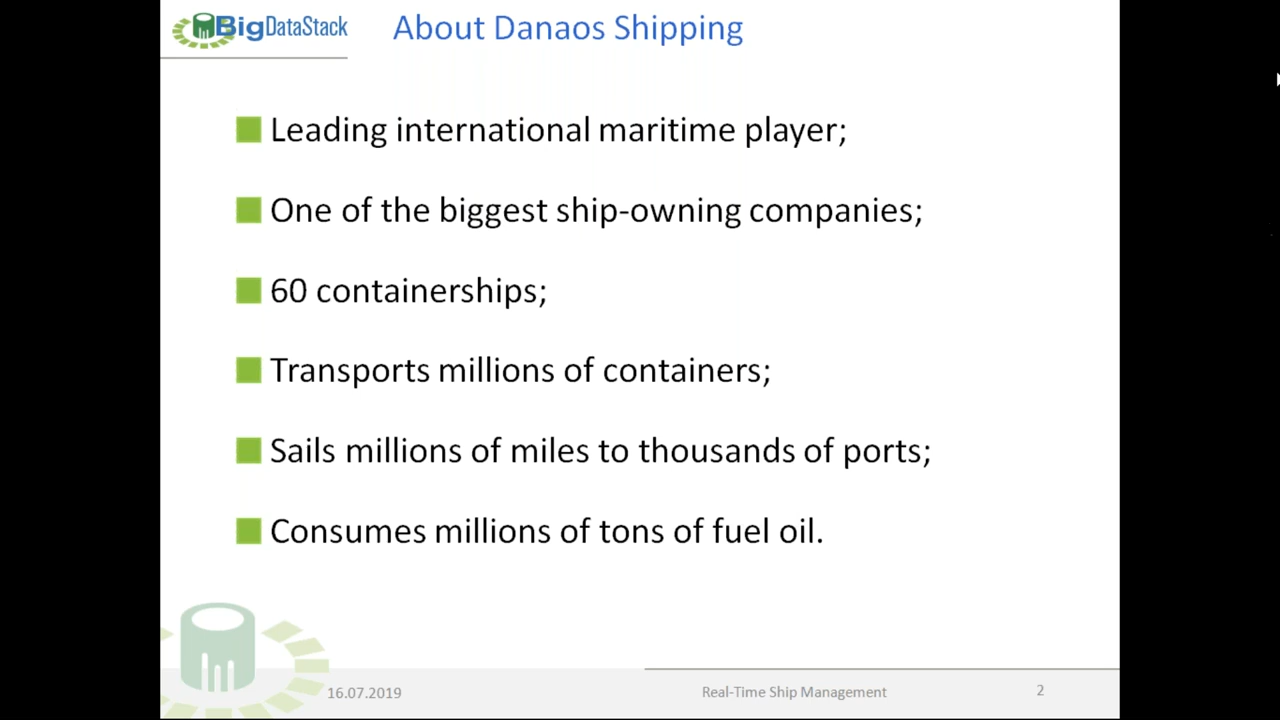 BigDataStack
About Danaos Shipping
Leading international maritime player;
One of the biggest ship-owning companies;
60 containerships;
Transports millions of containers;
Sails millions of miles to thousands of ports;
Consumes millions of tons of fuel oil.
16.07.2019
Real-Time Ship Management
2